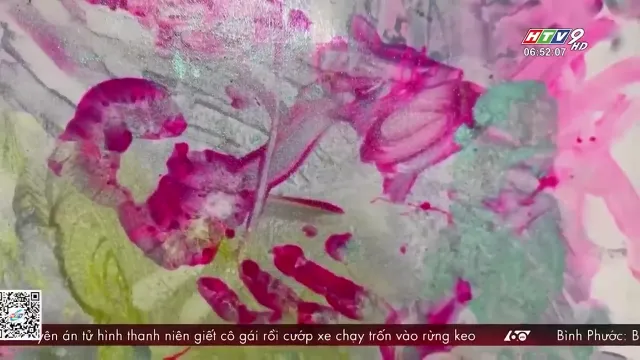 HTV9
HD
06:52:07
yên án tử hình thanh niên giết cô gái rồi cướp xe chạy trốn vào rừng keo
60
Bình Phước: B